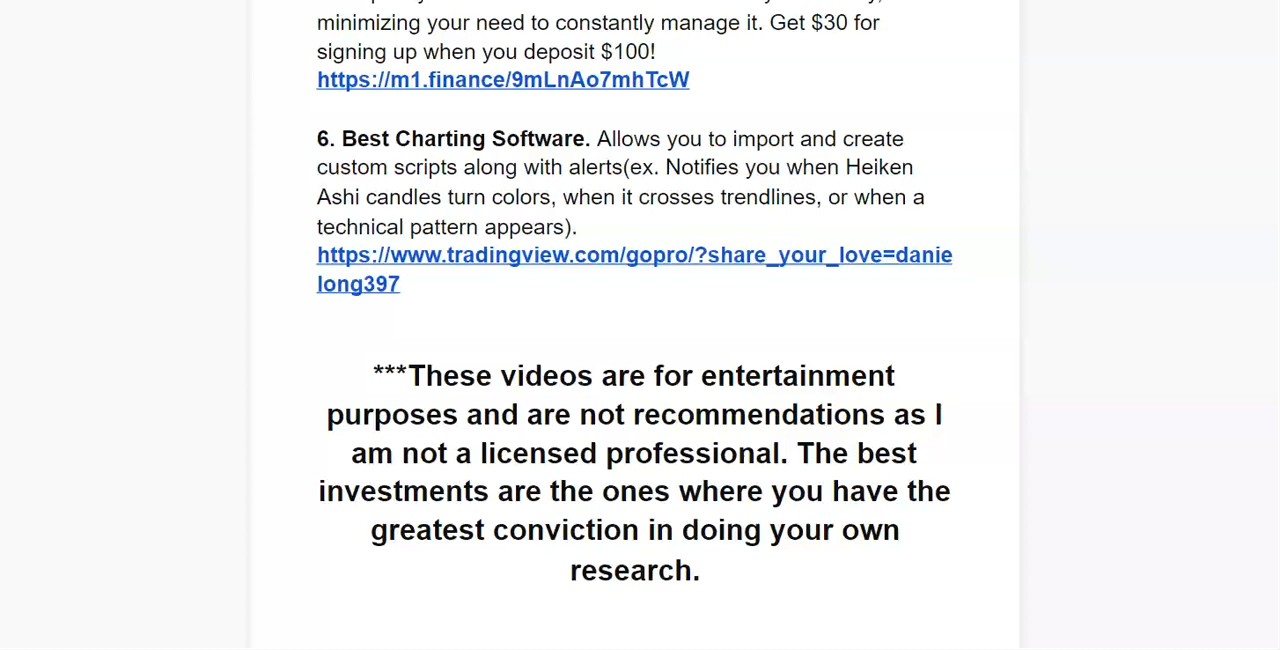 minimizing your need to constantly manage it. Get $30 for
signing up when you deposit $100!
https://m1.finance/9mLnAo7mhTcW
6. Best Charting Software. Allows you to import and create
custom scripts along with alerts(ex. Notifies you when Heiken
Ashi candles turn colors, when it crosses trendlines, or when a
technical pattern appears).
https://www.tradingview.com/gopro/?share_your_love=danie
long397
***These videos are for entertainment
purposes and are not recommendations as I
am not a licensed professional. The best
investments are the ones where you have the
greatest conviction in doing your own
research.